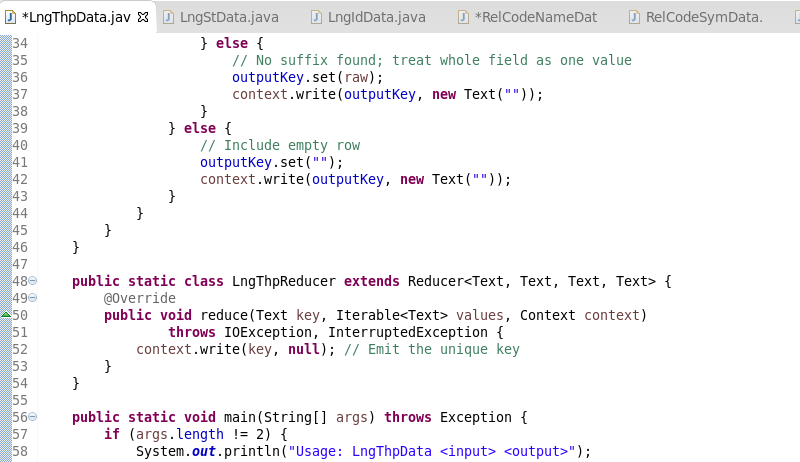 *LngThpData.jav LngStData.java LngIdData.java *RelCodeNameDat RelCodeSymData.
34 } else {
35 // No suffix found; treat whole field as one value
36 outputKey.set(raw);
37 context.write(outputKey, new Text(""));
38 }
39 } else {
40 // Include empty row
41 outputKey.set("");
42 context.write(outputKey, new Text(""));
43 }
44 }
45 }
46 }
47
48 public static class LngThpReducer extends Reducer<Text, Text, Text, Text> {
49 @Override
50 public void reduce(Text key, Iterable<Text> values, Context context)
51 throws IOException, InterruptedException {
52 context.write(key, null); // Emit the unique key
53 }
54 }
55
56 public static void main(String[] args) throws Exception {
57 if (args.length != 2) {
58 System.out.println("Usage: LngThpData <input> <output>");